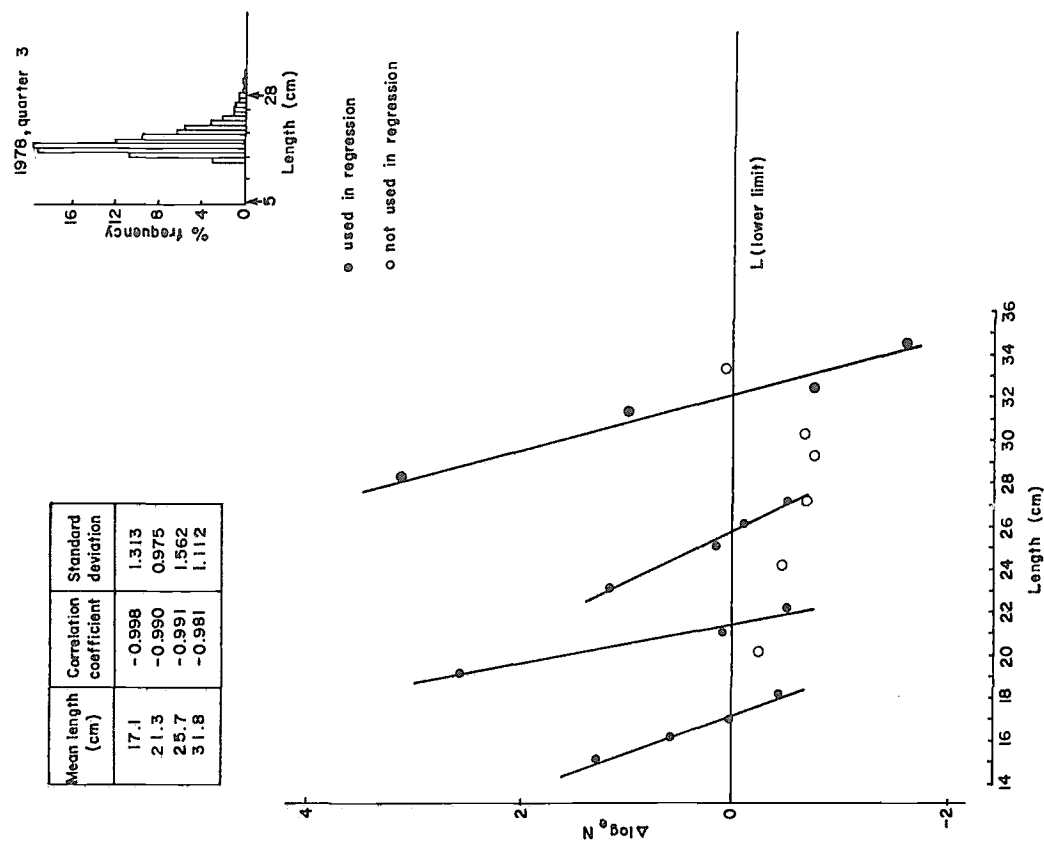 1978, quarter 3
% frequency
16
12
8
4
0
5
28
Length (cm)
● used in regression
○ not used in regression
Mean length (cm) Correlation coefficient Standard deviation
17.1 -0.998 1.313
21.3 -0.990 0.975
25.7 -0.991 1.562
31.8 -0.981 1.112
Δ logₑ N
4
2
0
-2
L (lower limit)
14 16 18 20 22 24 26 28 30 32 34 36
Length (cm)